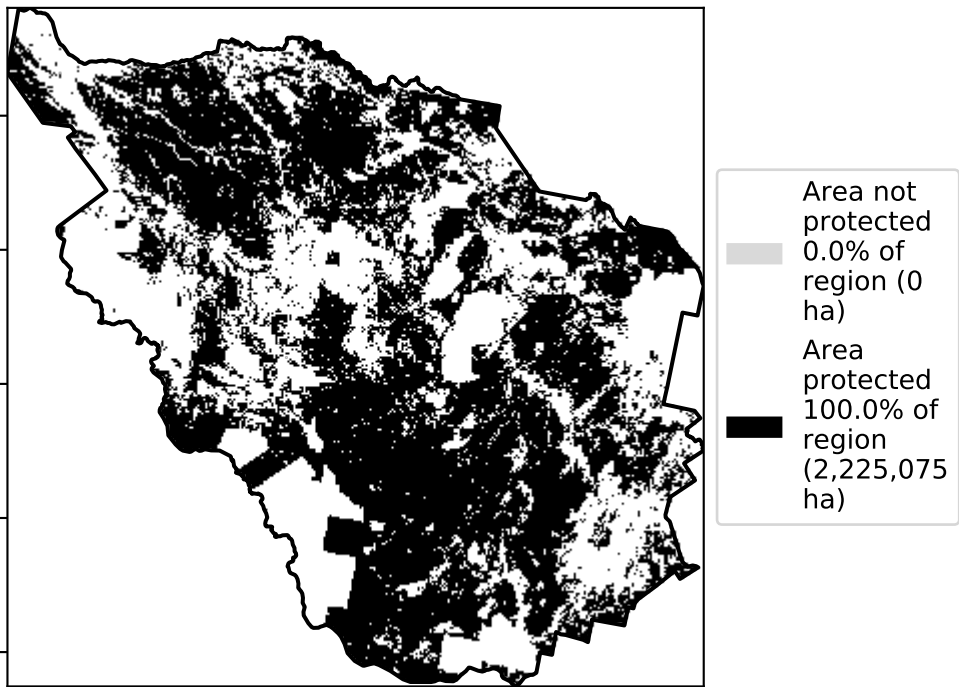 Area not
protected
0.0% of
region (0
ha)
Area
protected
100.0% of
region
(2,225,075
ha)